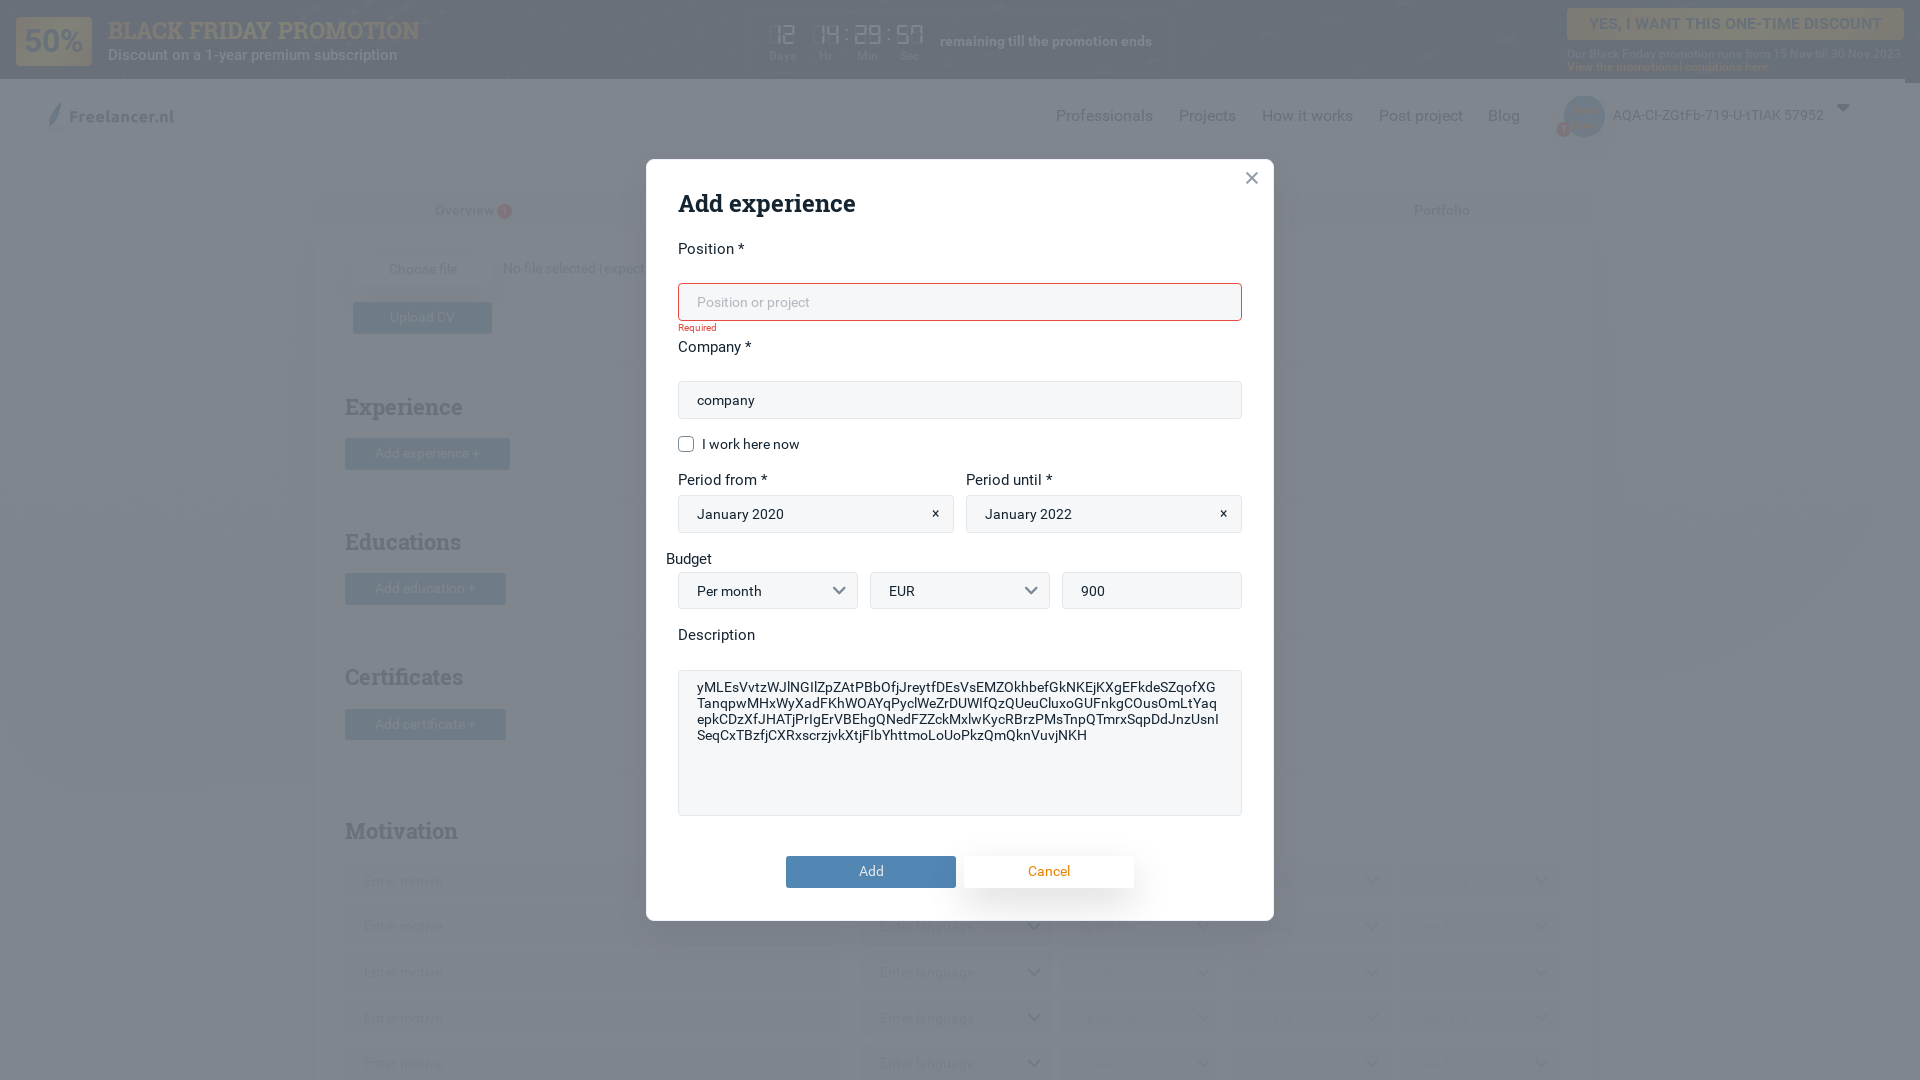 50%
BLACK FRIDAY PROMOTION
Discount on a 1-year premium subscription
12 14:29:57
Days Hr Min Sec
remaining till the promotion ends
YES, I WANT THIS ONE-TIME DISCOUNT
Our Black Friday promotion runs from 15 Nov till 30 Nov 2023.
View the promotional conditions here.
Freelancer.nl
Professionals
Projects
How it works
Post project
Blog
AQA-CI-ZGtFb-719-U-tTIAK 57952
Overview
Portfolio
Choose file
No file selected (expect
Upload CV
Experience
Add experience +
Educations
Add education +
Certificates
Add certificate +
Motivation
Enter motive
Enter motive
Enter language
Enter motive
Enter language
Enter motive
Enter language
Enter motive
Enter language
Add experience
Position *
Position or project
Required
Company *
company
I work here now
Period from *
Period until *
January 2020 ×
January 2022 ×
Budget
Per month
EUR
900
Description
yMLEsVvtzWJlNGIlZpZAtPBbOfjJreytfDEsVsEMZOkhbefGkNKEjKXgEFkdeSZqofXG
TanqpwMHxWyXadFKhWOAYqPyclWeZrDUWIfQzQUeuCluxoGUFnkgCOusOmLtYaq
epkCDzXfJHATjPrIgErVBEhgQNedFZZckMxlwKycRBrzPMsTnpQTmrxSqpDdJnzUsnI
SeqCxTBzfjCXRxscrzjvkXtjFIbYhttmoLoUoPkzQmQknVuvjNKH
Add
Cancel